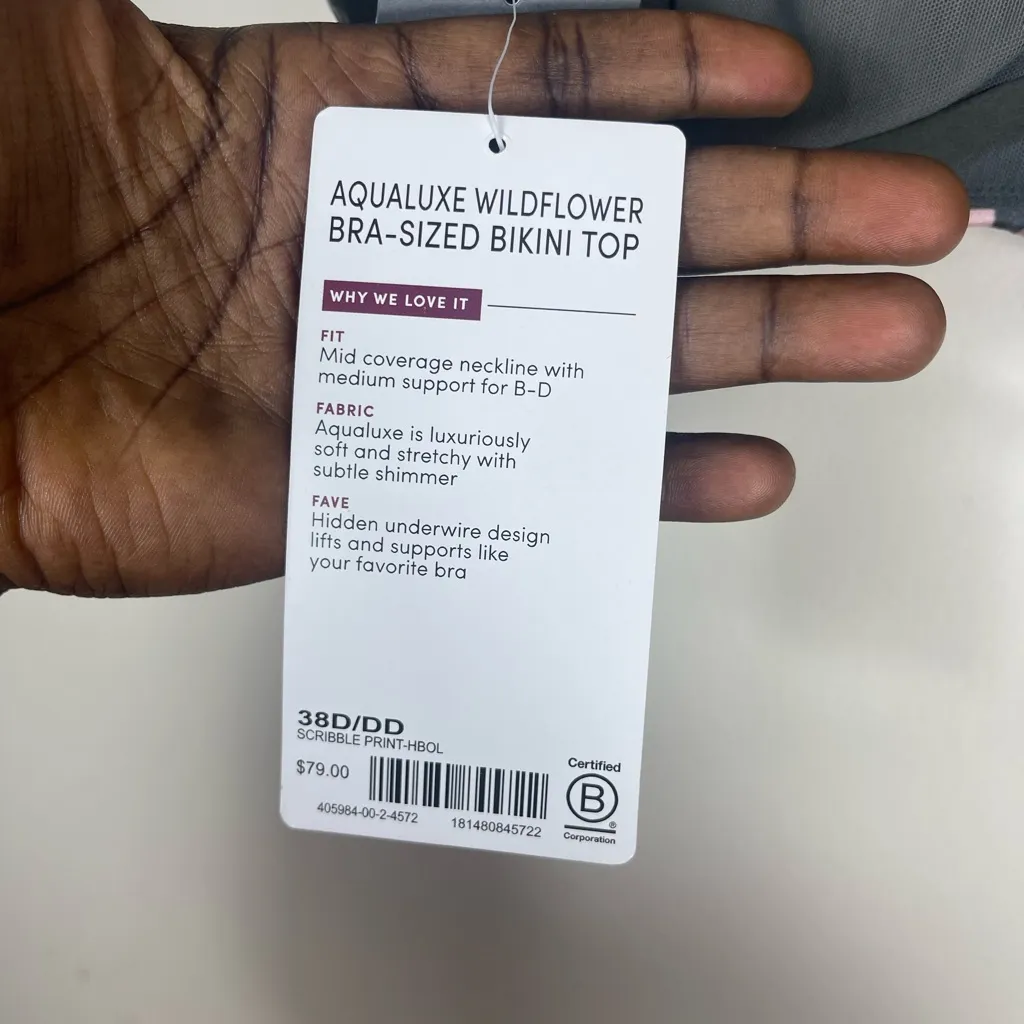 AQUALUXE WILDFLOWER
BRA-SIZED BIKINI TOP
WHY WE LOVE IT
FIT
Mid coverage neckline with
medium support for B-D
FABRIC
Aqualuxe is luxuriously
soft and stretchy with
subtle shimmer
FAVE
Hidden underwire design
lifts and supports like
your favorite bra
38D/DD
SCRIBBLE PRINT-HBOL
$79.00
405984-00-2-4572
181480845722
Certified
B
®
Corporation